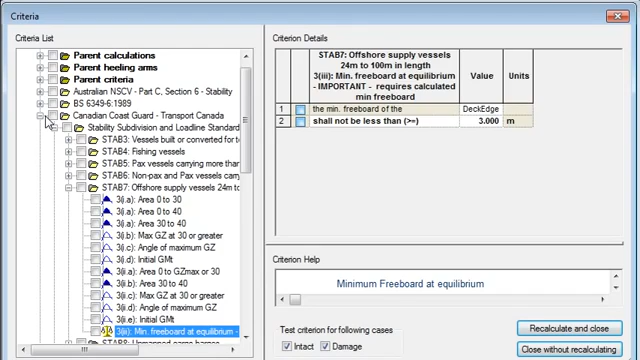 Criteria
Criteria List
Parent calculations
Parent heeling arms
Parent criteria
Australian NSCV - Part C, Section 6 - Stability
BS 6349-6:1989
Canadian Coast Guard - Transport Canada
Stability Subdivision and Loadline Standard
STAB3: Vessels built or converted for t
STAB4: Fishing vessels
STAB5: Pax vessels carrying more than
STAB6: Non-pax and Pax vessels carry
STAB7: Offshore supply vessels 24m to
3(i.a): Area 0 to 30
3(i.a): Area 0 to 40
3(i.a): Area 30 to 40
3(i.b): Max GZ at 30 or greater
3(i.c): Angle of maximum GZ
3(i.d): Initial GMt
3(ii.a): Area 0 to GZmax or 30
3(ii.b): Area 30 to 40
3(ii.c): Max GZ at 30 or greater
3(ii.d): Angle of maximum GZ
3(ii.e): Initial GMt
3(iii): Min. freeboard at equilibrium -
STAB8: Unmanned cargo barges
Criterion Details
STAB7: Offshore supply vessels
24m to 100m in length
3(iii): Min. freeboard at equilibrium
- IMPORTANT - requires calculated
min freeboard
Value
Units
1 the min. freeboard of the DeckEdge
2 shall not be less than (>=) 3.000 m
Criterion Help
Minimum Freeboard at equilibrium
Test criterion for following cases
Intact
Damage
Recalculate and close
Close without recalculating